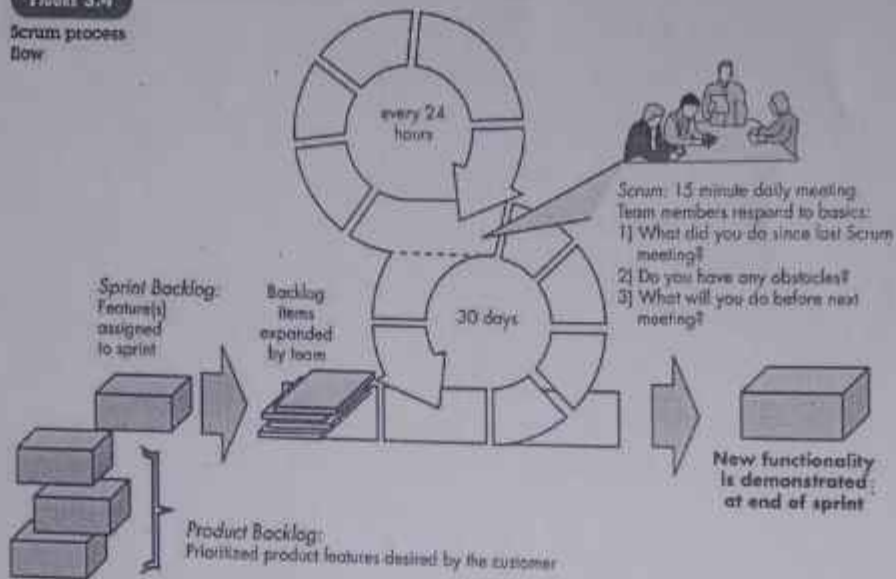 FIGURE 3.4
Scrum process
flow
every 24
hours
Scrum: 15 minute daily meeting.
Team members respond to basics:
1) What did you do since last Scrum
meeting?
2) Do you have any obstacles?
3) What will you do before next
meeting?
Sprint Backlog:
Feature(s)
assigned
to sprint
Backlog
items
expanded
by team
30 days
New functionality
is demonstrated
at end of sprint
Product Backlog:
Prioritized product features desired by the customer